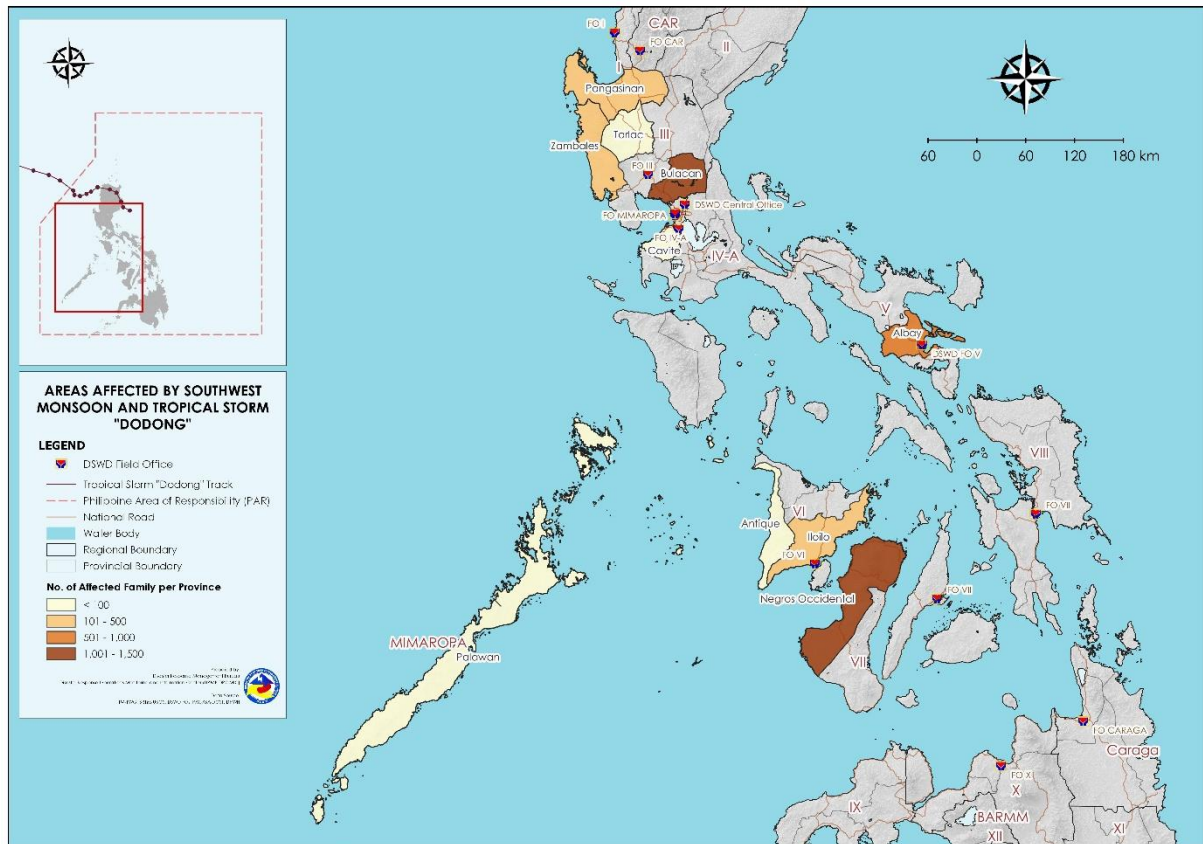 AREAS AFFECTED BY SOUTHWEST
MONSOON AND TROPICAL STORM
"DODONG"
LEGEND
DSWD Field Office
Tropical Storm "Dodong" Track
Philippine Area of Responsibility (PAR)
National Road
Water Body
Regional Boundary
Provincial Boundary
No. of Affected Family per Province
< 100
101 - 500
501 - 1,000
1,001 - 1,500
60 0 60 120 180 km
FO I
CAR
FO CAR
II
I
Pangasinan
Tarlac
III
Zambales
FO III
Bulacan
DSWD Central Office
FO MIMAROPA
FO IV-A
Cavite
IV-A
V
Albay
DSWD FO V
VIII
FO VII
VI
Antique
Iloilo
FO VI
Negros Occidental
FO VII
VII
MIMAROPA
Palawan
FO CARAGA
Caraga
FO X
X
IX
BARMM
XII
XI